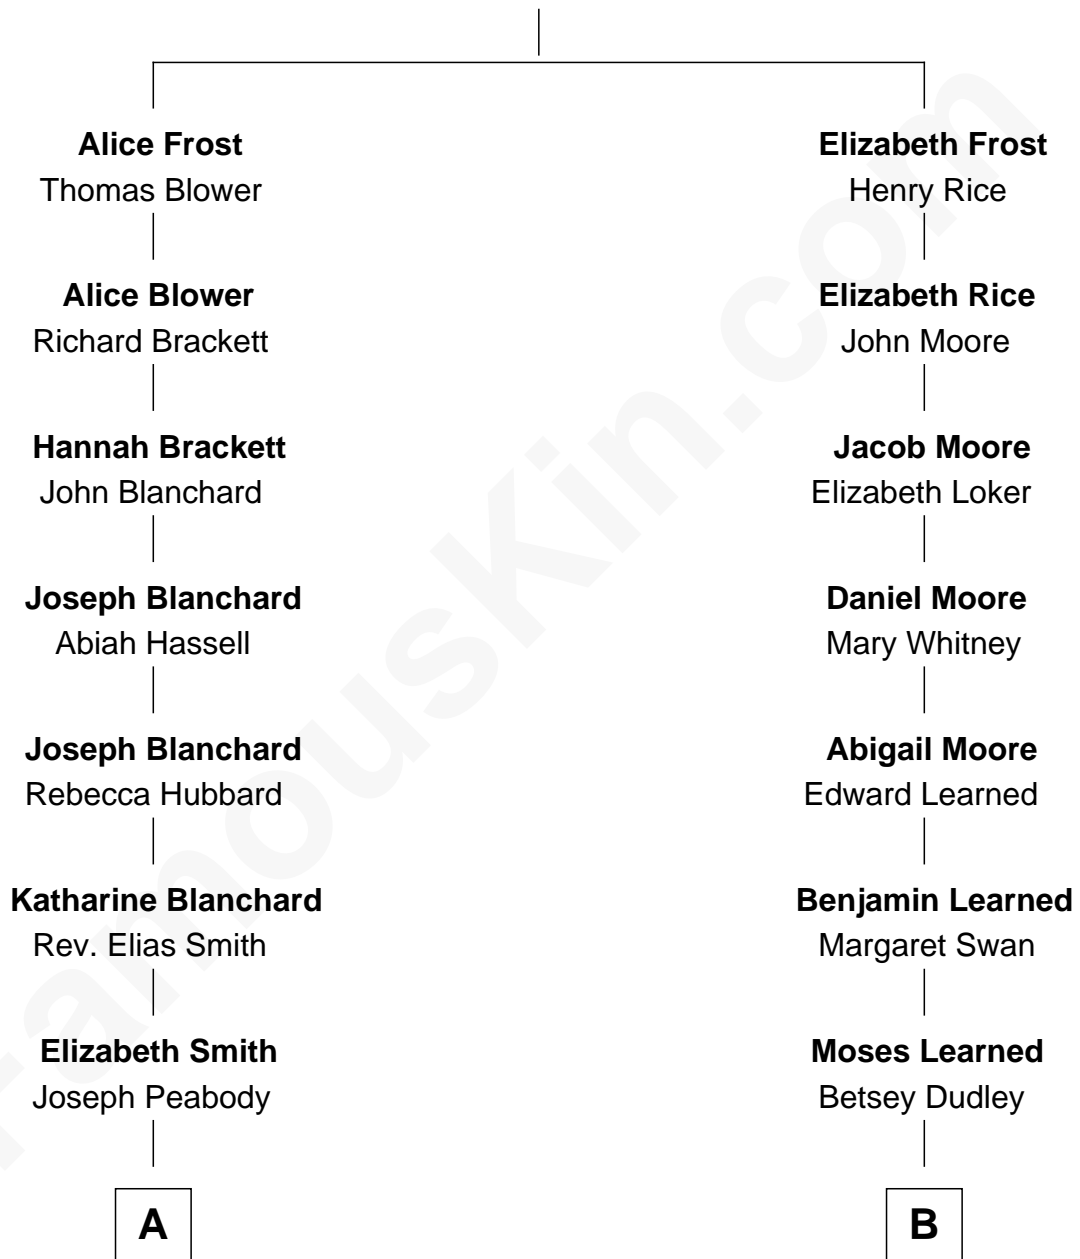 Alice Frost
Thomas Blower
Alice Blower
Richard Brackett
Hannah Brackett
John Blanchard
Joseph Blanchard
Abiah Hassell
Joseph Blanchard
Rebecca Hubbard
Katharine Blanchard
Rev. Elias Smith
Elizabeth Smith
Joseph Peabody
A
Elizabeth Frost
Henry Rice
Elizabeth Rice
John Moore
Jacob Moore
Elizabeth Loker
Daniel Moore
Mary Whitney
Abigail Moore
Edward Learned
Benjamin Learned
Margaret Swan
Moses Learned
Betsey Dudley
B
FamousKin.com